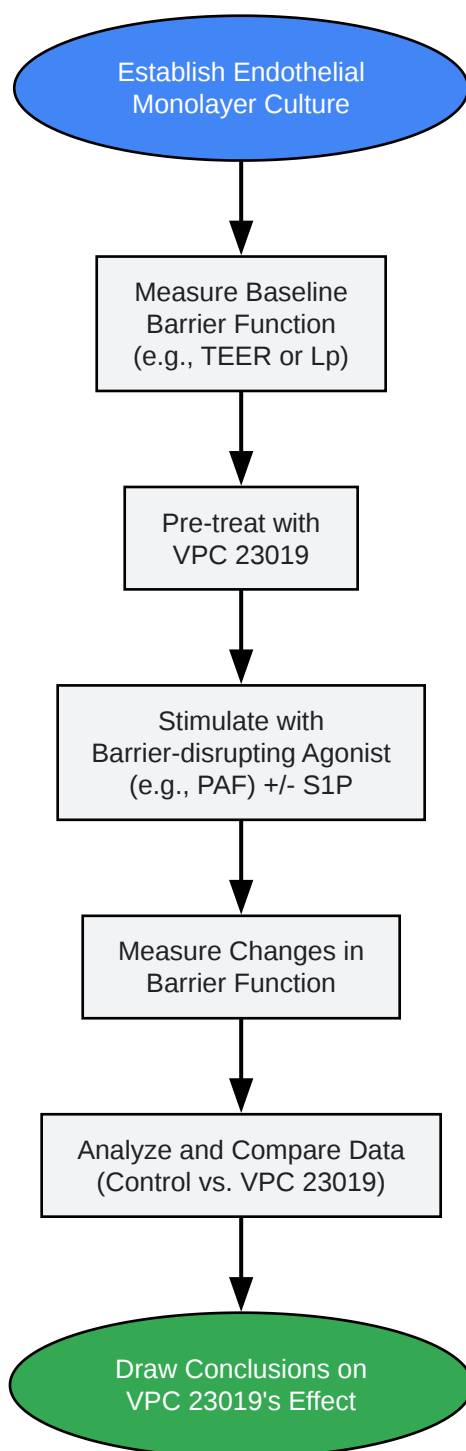 Establish Endothelial
Monolayer Culture
Measure Baseline
Barrier Function
(e.g., TEER or Lp)
Pre-treat with
VPC 23019
Stimulate with
Barrier-disrupting Agonist
(e.g., PAF) +/- S1P
Measure Changes in
Barrier Function
Analyze and Compare Data
(Control vs. VPC 23019)
Draw Conclusions on
VPC 23019's Effect